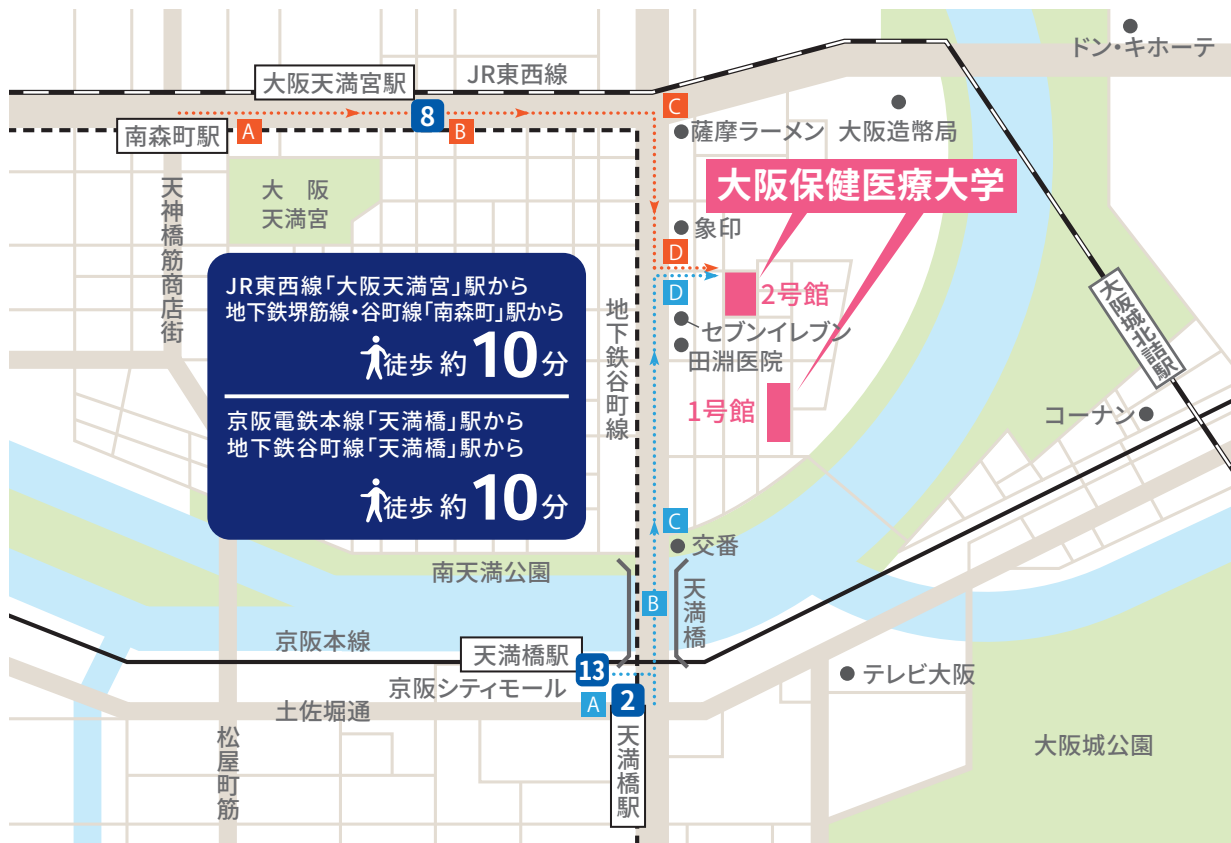 ドン・キホーテ
JR東西線
大阪天満宮駅
C
8
A
B
南森町駅
薩摩ラーメン
大阪造幣局
大阪保健医療大学
天神橋筋商店街
大　阪
天満宮
象印
D
D
2号館
JR東西線「大阪天満宮」駅から
地下鉄堺筋線・谷町線「南森町」駅から
徒歩 約10分
京阪電鉄本線「天満橋」駅から
地下鉄谷町線「天満橋」駅から
徒歩 約10分
地下鉄谷町線
セブンイレブン
田淵医院
大阪城北詰駅
1号館
コーナン
C
交番
南天満公園
B
天満橋
京阪本線
天満橋駅
13
テレビ大阪
京阪シティモール
A
2
土佐堀通
松屋町筋
天満橋駅
大阪城公園